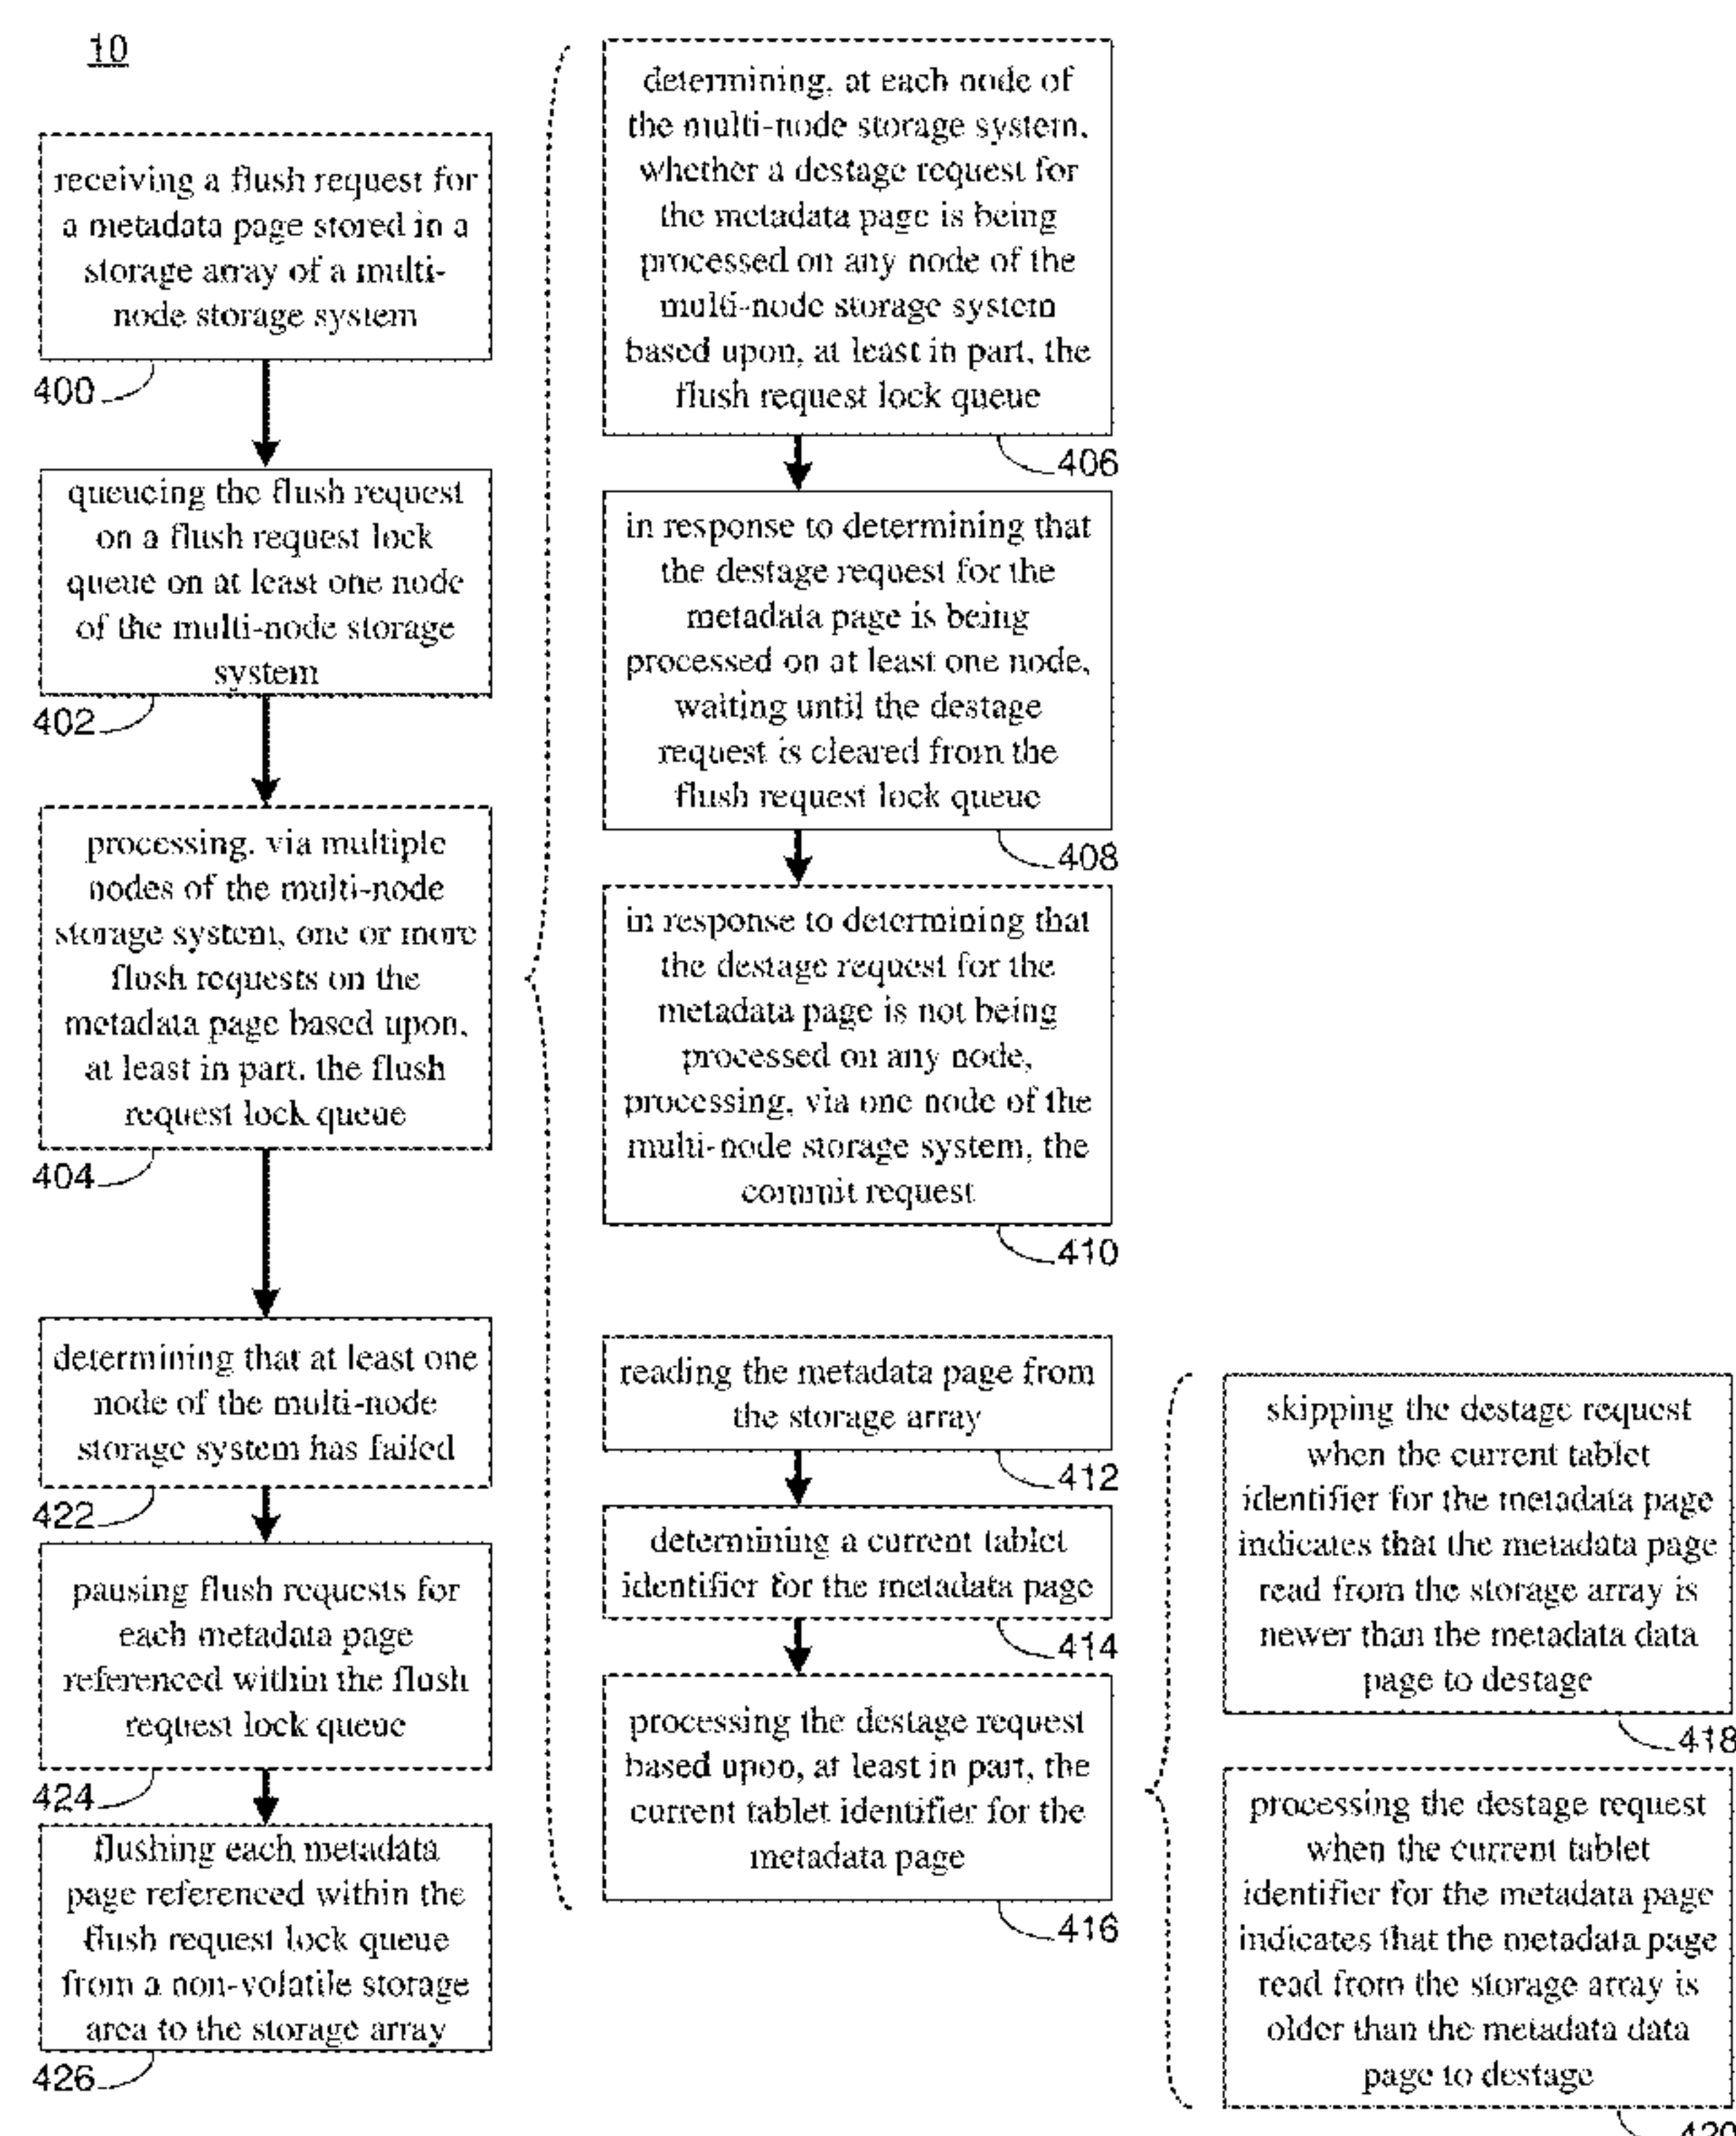 10
receiving a flush request for
a metadata page stored in a
storage array of a multi-
node storage system
400
queueing the flush request
on a flush request lock
queue on at least one node
of the multi-node storage
system
402
processing, via multiple
nodes of the multi-node
storage system, one or more
flush requests on the
metadata page based upon,
at least in part, the flush
request lock queue
404
determining that at least one
node of the multi-node
storage system has failed
422
pausing flush requests for
each metadata page
referenced within the flush
request lock queue
424
flushing each metadata
page referenced within the
flush request lock queue
from a non-volatile storage
area to the storage array
426
determining, at each node of
the multi-node storage system,
whether a destage request for
the metadata page is being
processed on any node of the
multi-node storage system
based upon, at least in part, the
flush request lock queue
406
in response to determining that
the destage request for the
metadata page is being
processed on at least one node,
waiting until the destage
request is cleared from the
flush request lock queue
408
in response to determining that
the destage request for the
metadata page is not being
processed on any node,
processing, via one node of the
multi-node storage system, the
commit request
410
reading the metadata page from
the storage array
412
determining a current tablet
identifier for the metadata page
414
processing the destage request
based upon, at least in part, the
current tablet identifier for the
metadata page
416
skipping the destage request
when the current tablet
identifier for the metadata page
indicates that the metadata page
read from the storage array is
newer than the metadata data
page to destage
418
processing the destage request
when the current tablet
identifier for the metadata page
indicates that the metadata page
read from the storage array is
older than the metadata data
page to destage
420